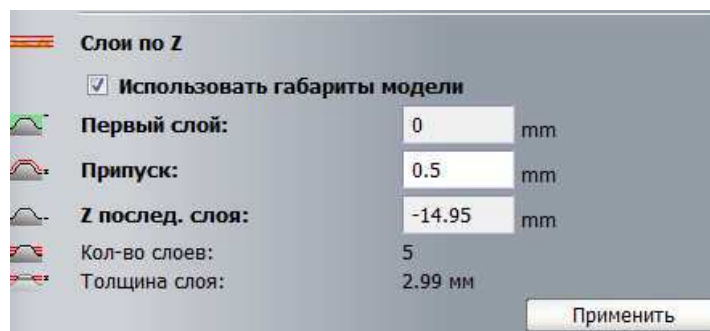 Слои по Z
Использовать габариты модели
Первый слой: 0 mm
Припуск: 0.5 mm
Z послед. слоя: -14.95 mm
Кол-во слоев: 5
Толщина слоя: 2.99 мм
Применить